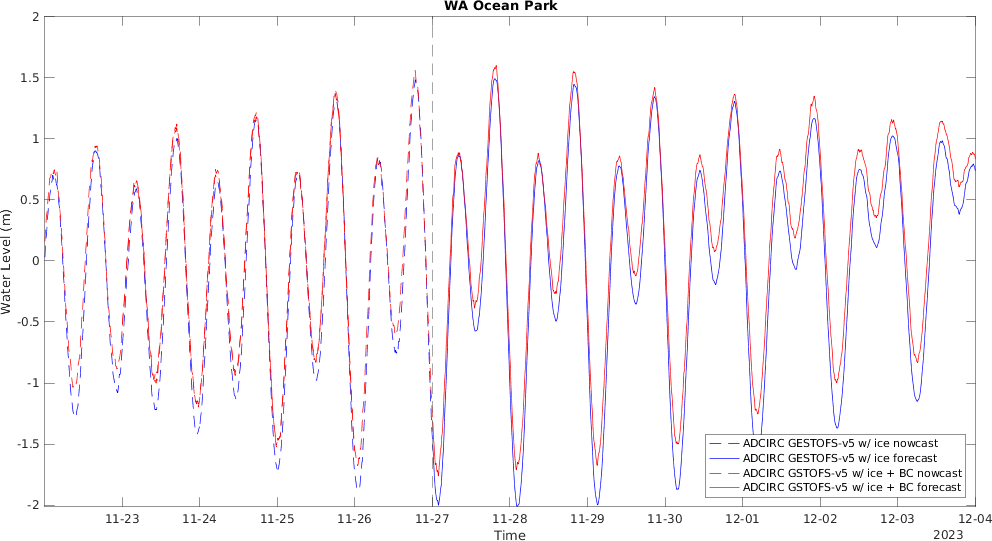 WA Ocean Park
2
1.5
1
0.5
0
-0.5
-1
-1.5
-2
Water Level (m)
ADCIRC GESTOFS-v5 w/ ice nowcast
ADCIRC GESTOFS-v5 w/ ice forecast
ADCIRC GSTOFS-v5 w/ ice + BC nowcast
ADCIRC GSTOFS-v5 w/ ice + BC forecast
11-23 11-24 11-25 11-26 11-27 11-28 11-29 11-30 12-01 12-02 12-03 12-04
Time
2023